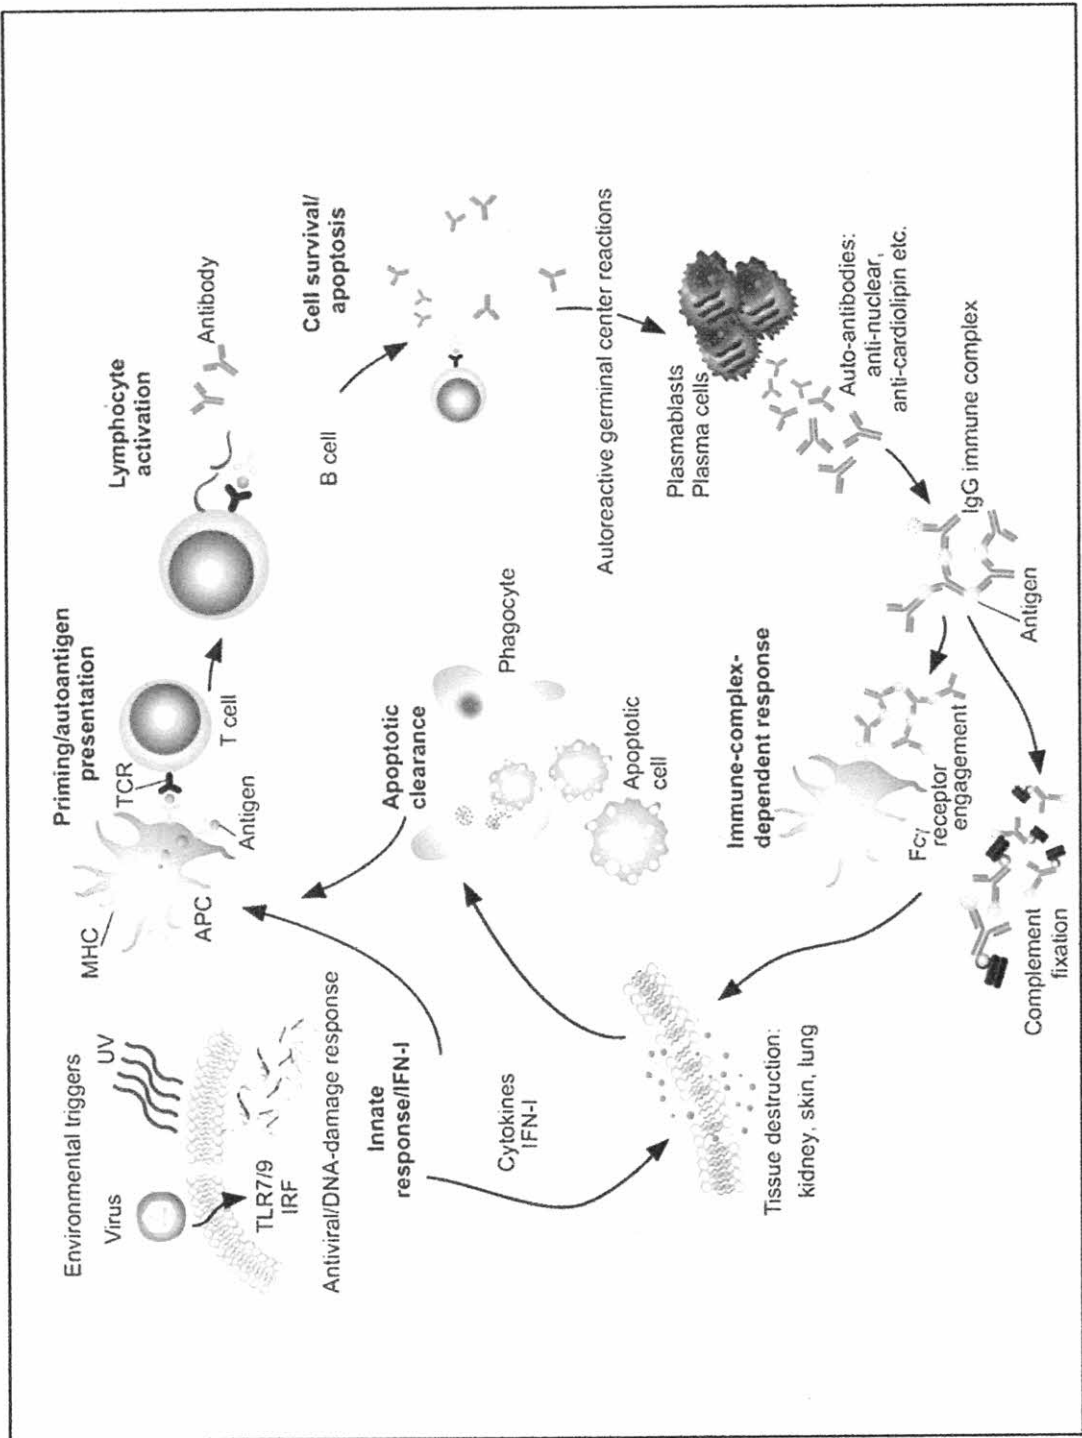 Environmental triggers
Virus
UV
TLR7/9
IRF
Antiviral/DNA-damage response
Innate
response/IFN-I
Cytokines
IFN-I
Tissue destruction:
kidney, skin, lung
Priming/autoantigen
presentation
MHC
TCR
APC
Antigen
T cell
Lymphocyte
activation
Antibody
B cell
Cell survival/
apoptosis
Autoreactive germinal center reactions
Apoptotic
clearance
Phagocyte
Apoptotic
cell
Plasmablasts
Plasma cells
Auto-antibodies:
anti-nuclear,
anti-cardiolipin etc.
IgG immune complex
Antigen
Immune-complex-
dependent response
Fcγ
receptor
engagement
Complement
fixation